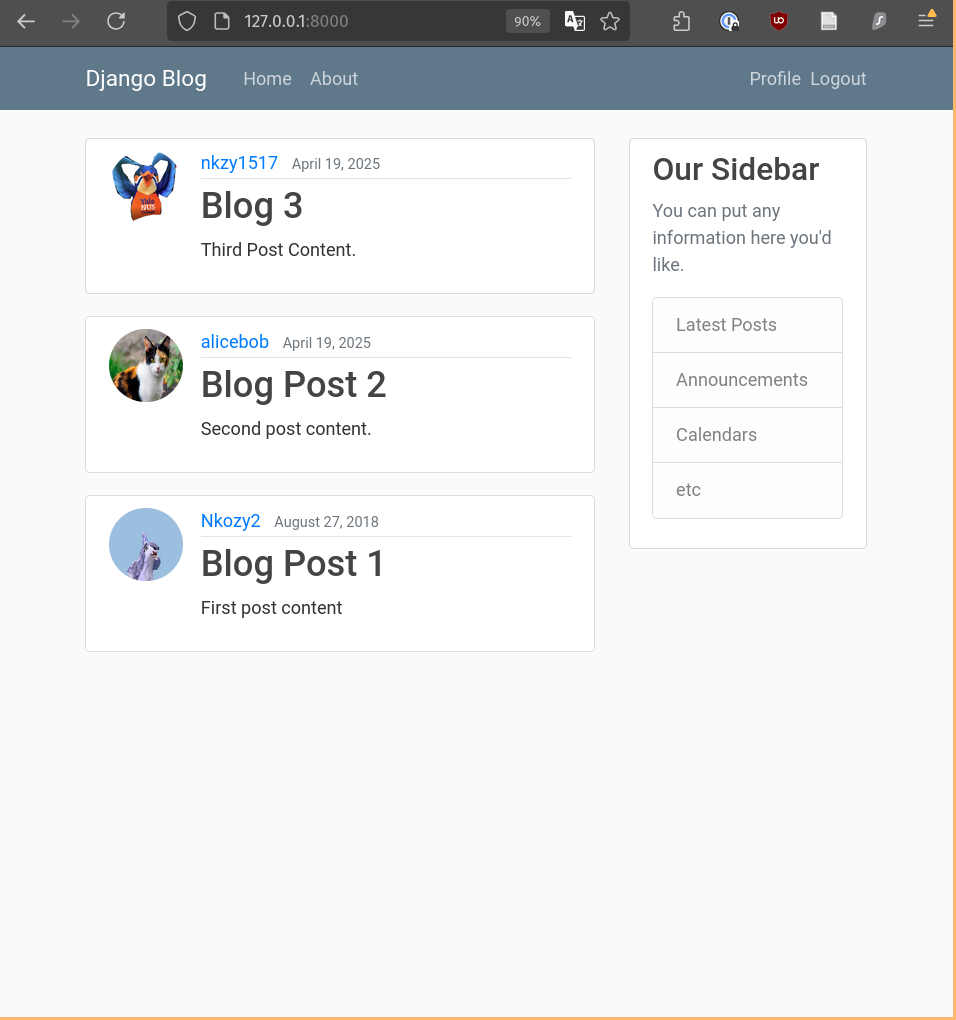 127.0.0.1:8000
90%
Django Blog Home About Profile Logout
nkzy1517 April 19, 2025
Blog 3
Third Post Content.
alicebob April 19, 2025
Blog Post 2
Second post content.
Nkozy2 August 27, 2018
Blog Post 1
First post content
Our Sidebar
You can put any
information here you'd
like.
Latest Posts
Announcements
Calendars
etc